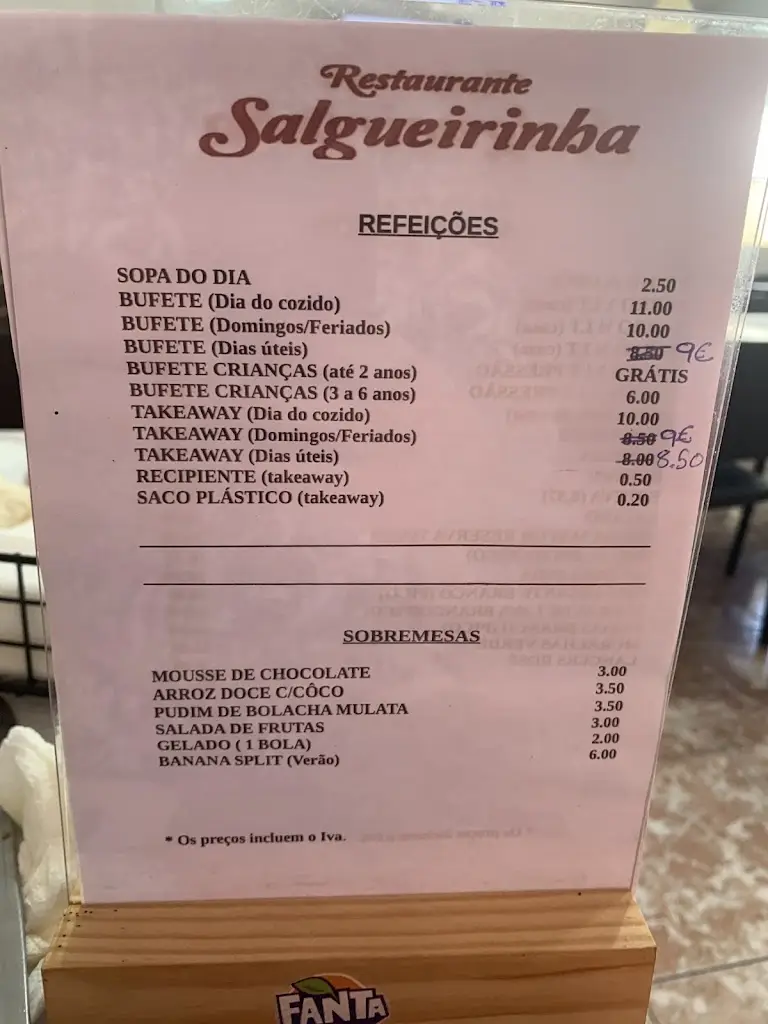 Restaurante
Salgueirinha
REFEIÇÕES
SOPA DO DIA 2.50
BUFETE (Dia do cozido) 11.00
BUFETE (Domingos/Feriados) 10.00
BUFETE (Dias úteis) 8.50 9€
BUFETE CRIANÇAS (até 2 anos) GRÁTIS
BUFETE CRIANÇAS (3 a 6 anos) 6.00
TAKEAWAY (Dia do cozido) 10.00
TAKEAWAY (Domingos/Feriados) 8.50 9€
TAKEAWAY (Dias úteis) 8.00 8.50
RECIPIENTE (takeaway) 0.50
SACO PLÁSTICO (takeaway) 0.20
SOBREMESAS
MOUSSE DE CHOCOLATE 3.00
ARROZ DOCE C/CÔCO 3.50
PUDIM DE BOLACHA MULATA 3.50
SALADA DE FRUTAS 3.00
GELADO ( 1 BOLA) 2.00
BANANA SPLIT (Verão) 6.00
* Os preços incluem o Iva.
FANTA